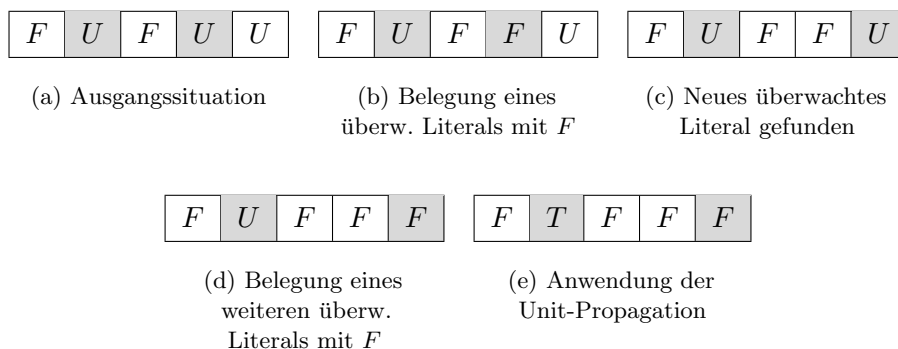 F U F U U
F U F F U
F U F F U
(a) Ausgangssituation
(b) Belegung eines
überw. Literals mit F
(c) Neues überwachtes
Literal gefunden
F U F F F
F T F F F
(d) Belegung eines
weiteren überw.
Literals mit F
(e) Anwendung der
Unit-Propagation